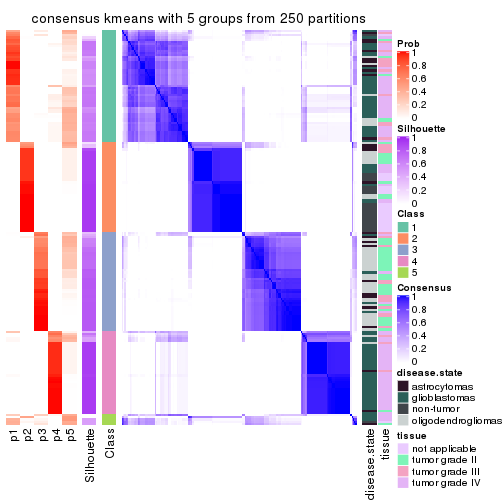 consensus kmeans with 5 groups from 250 partitions
p1
p2
p3
p4
p5
Silhouette
Class
disease.state
tissue
Prob
1
0.8
0.6
0.4
0.2
0
Silhouette
1
0.8
0.6
0.4
0.2
0
Class
1
2
3
4
5
Consensus
1
0.8
0.6
0.4
0.2
0
disease.state
astrocytomas
glioblastomas
non-tumor
oligodendrogliomas
tissue
not applicable
tumor grade II
tumor grade III
tumor grade IV